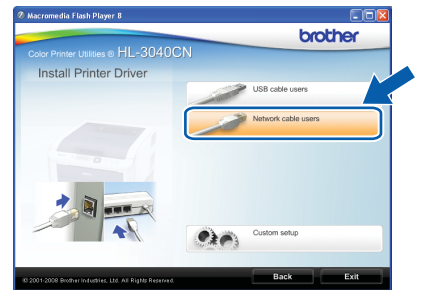 Macromedia Flash Player 8
brother
Color Printer Utilities ® HL-3040CN
Install Printer Driver
USB cable users
Network cable users
Custom setup
© 2001-2008 Brother Industries, Ltd. All Rights Reserved.
Back
Exit